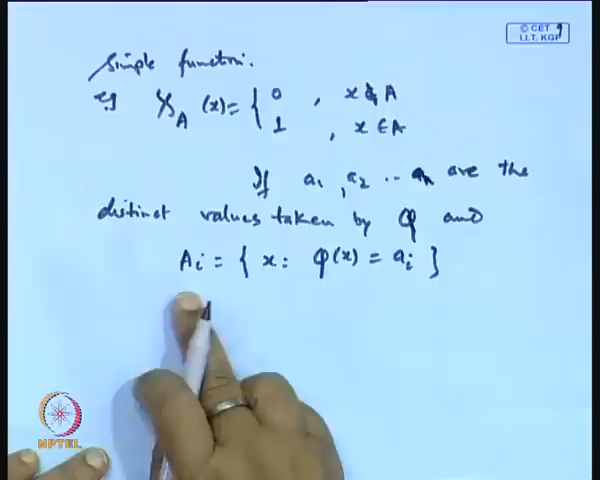 © CET
I.I.T. KGP
Simple function.
eg χ_A (x) = { 0 , x ∉ A
1 , x ∈ A
If a₁, a₂ ... aₙ are the
distinct values taken by φ and
Aᵢ = { x : φ(x) = aᵢ }
NPTEL